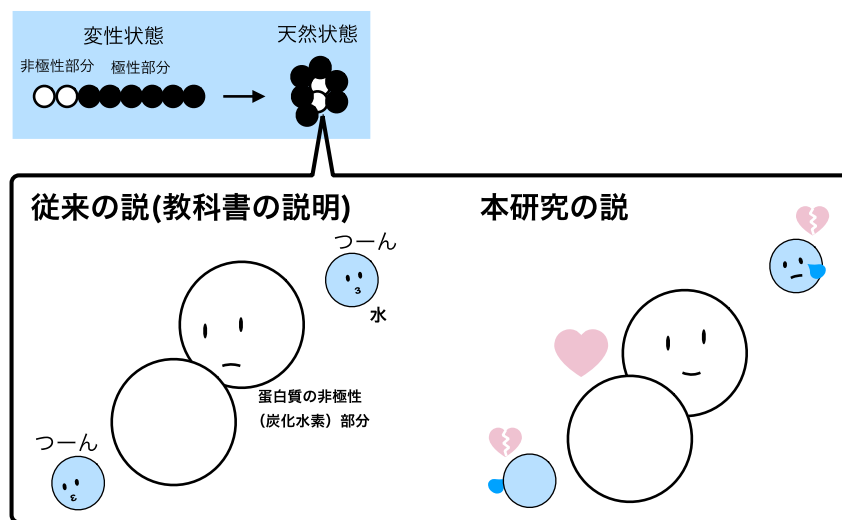 変性状態
天然状態
非極性部分
極性部分
従来の説(教科書の説明)
本研究の説
つーん
水
蛋白質の非極性
（炭化水素）部分
つーん